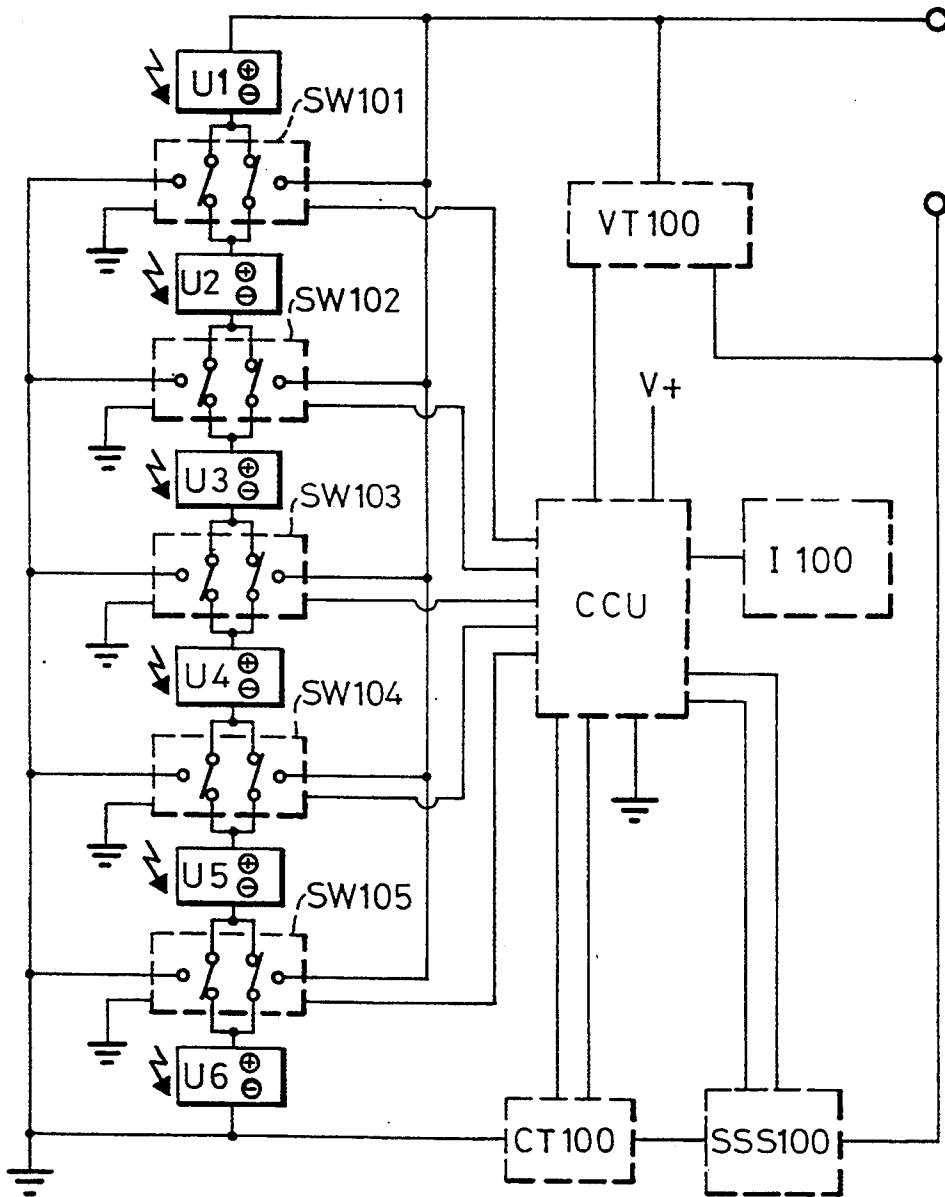 U1 ⊕
⊖
SW101
VT100
U2 ⊕
⊖
SW102
V+
U3 ⊕
⊖
SW103
I 100
CCU
U4 ⊕
⊖
SW104
U5 ⊕
⊖
SW105
U6 ⊕
⊖
CT100
SSS100